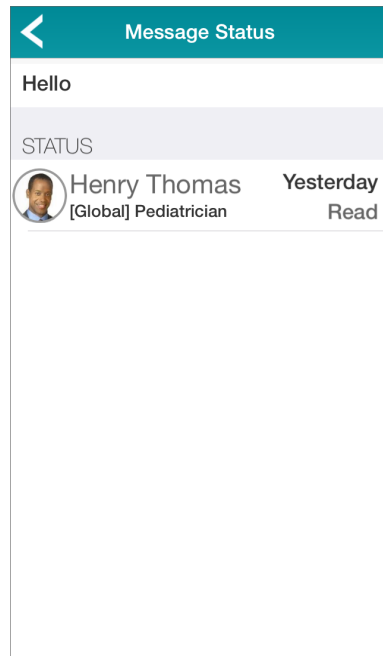 Message Status
Hello
STATUS
Henry Thomas Yesterday
[Global] Pediatrician Read